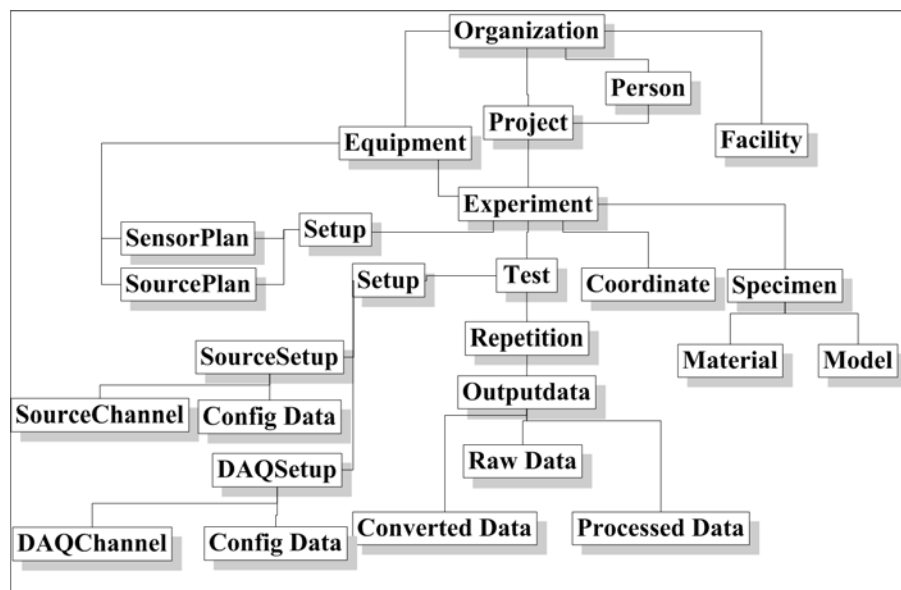 Organization
Person
Project
Equipment
Facility
Experiment
SensorPlan
Setup
SourcePlan
Setup
Test
Coordinate
Specimen
Repetition
SourceSetup
Material
Model
SourceChannel
Config Data
Outputdata
DAQSetup
Raw Data
DAQChannel
Config Data
Converted Data
Processed Data